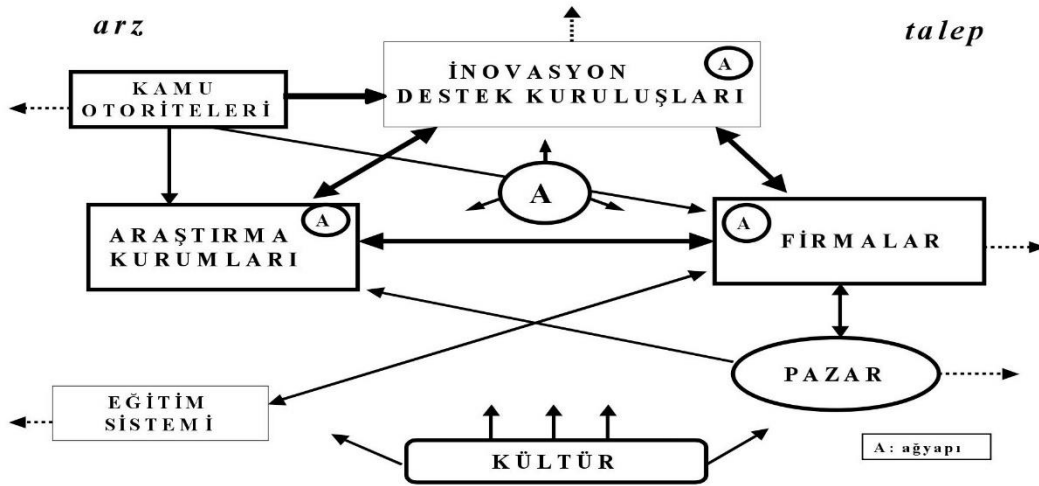 arz
talep
İNOVASYON
DESTEK KURULUŞLARI
A
KAMU
OTORİTELERİ
A
ARAŞTIRMA
KURUMLARI
A
A
FİRMALAR
PAZAR
EĞİTİM
SİSTEMİ
KÜLTÜR
A: ağyapı